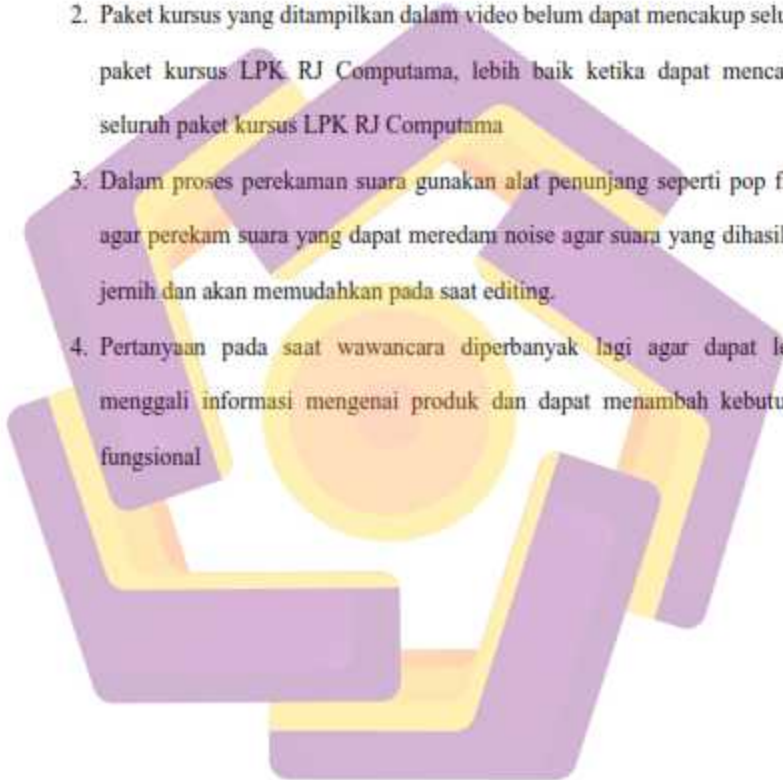 2. Paket kursus yang ditampilkan dalam video belum dapat mencakup selu
paket kursus LPK RJ Computama, lebih baik ketika dapat menca
seluruh paket kursus LPK RJ Computama
3. Dalam proses perekaman suara gunakan alat penunjang seperti pop f
agar perekam suara yang dapat meredam noise agar suara yang dihasil
jernih dan akan memudahkan pada saat editing.
4. Pertanyaan pada saat wawancara diperbanyak lagi agar dapat le
menggali informasi mengenai produk dan dapat menambah kebutu
fungsional